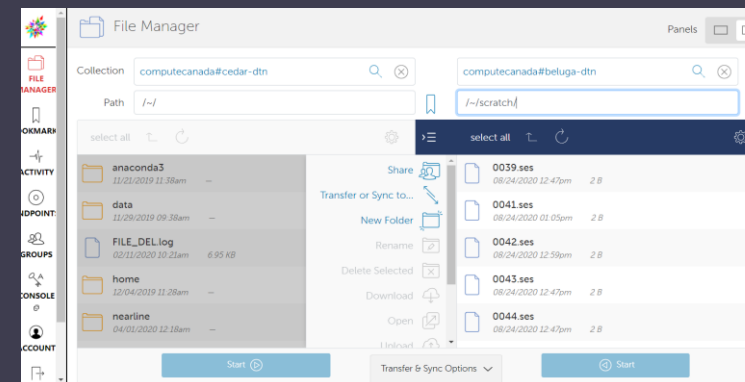 File Manager
Panels
Collection
computecanada#cedar-dtn
computecanada#beluga-dtn
Path
/~/
/~/scratch/
select all
select all
FILE
MANAGER
OOKMARK
ACTIVITY
NDPOINTS
GROUPS
CONSOLE
ACCOUNT
anaconda3
11/21/2019 11:38am —
data
11/29/2019 09:38am —
FILE_DEL.log
02/11/2020 10:21am 6.95 KB
home
12/04/2019 11:28am —
nearline
04/01/2020 12:18am —
Share
Transfer or Sync to...
New Folder
Rename
Delete Selected
Download
Open
Upload
0039.ses
08/24/2020 12:47pm 2 B
0041.ses
08/24/2020 01:05pm 2 B
0042.ses
08/24/2020 12:59pm 2 B
0043.ses
08/24/2020 12:47pm 2 B
0044.ses
08/24/2020 12:47pm 2 B
Start
Transfer & Sync Options
Start